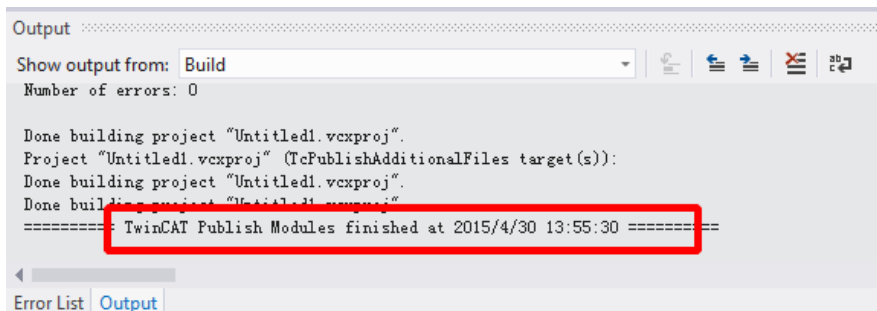 Output
Show output from: Build
Number of errors: 0
Done building project "Untitled1.vcxproj".
Project "Untitled1.vcxproj" (TcPublishAdditionalFiles target(s)):
Done building project "Untitled1.vcxproj".
Done building project "Untitled1.vcxproj".
========== TwinCAT Publish Modules finished at 2015/4/30 13:55:30 ==========
Error List Output